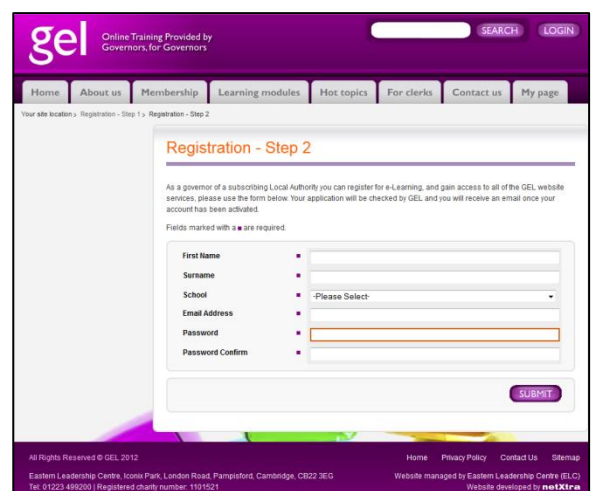 gel
Online Training Provided by
Governors, for Governors
SEARCH LOGIN
Home About us Membership Learning modules Hot topics For clerks Contact us My page
Your site location > Registration - Step 1 > Registration - Step 2
Registration - Step 2
As a governor of a subscribing Local Authority you can register for e-Learning, and gain access to all of the GEL website
services, please use the form below. Your application will be checked by GEL and you will receive an email once your
account has been activated.
Fields marked with a ■ are required.
First Name ■
Surname ■
School ■ -Please Select-
Email Address ■
Password ■
Password Confirm ■
SUBMIT
All Rights Reserved © GEL 2012 Home Privacy Policy Contact Us Sitemap
Eastern Leadership Centre, Iconix Park, London Road, Pampisford, Cambridge, CB22 3EG Website managed by Eastern Leadership Centre (ELC)
Tel: 01223 499200 | Registered charity number: 1101521 Website developed by netXtra